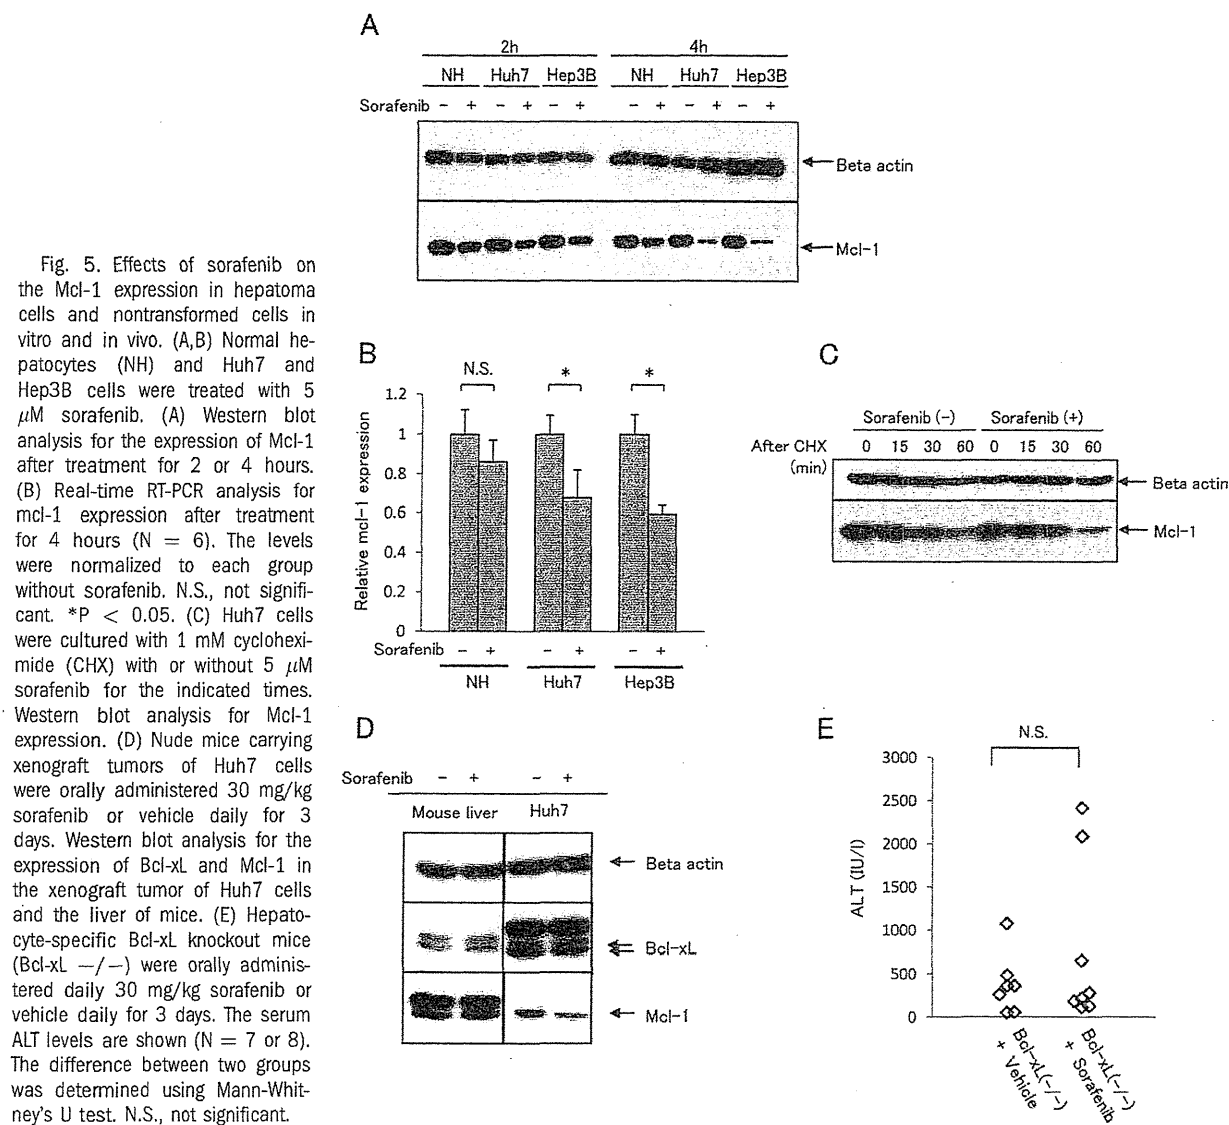 Fig. 5. Effects of sorafenib on
the Mcl-1 expression in hepatoma
cells and nontransformed cells in
vitro and in vivo. (A,B) Normal he-
patocytes (NH) and Huh7 and
Hep3B cells were treated with 5
μM sorafenib. (A) Western blot
analysis for the expression of Mcl-1
after treatment for 2 or 4 hours.
(B) Real-time RT-PCR analysis for
mcl-1 expression after treatment
for 4 hours (N = 6). The levels
were normalized to each group
without sorafenib. N.S., not signifi-
cant. *P < 0.05. (C) Huh7 cells
were cultured with 1 mM cyclohexi-
mide (CHX) with or without 5 μM
sorafenib for the indicated times.
Western blot analysis for Mcl-1
expression. (D) Nude mice carrying
xenograft tumors of Huh7 cells
were orally administered 30 mg/kg
sorafenib or vehicle daily for 3
days. Western blot analysis for the
expression of Bcl-xL and Mcl-1 in
the xenograft tumor of Huh7 cells
and the liver of mice. (E) Hepato-
cyte-specific Bcl-xL knockout mice
(Bcl-xL −/−) were orally adminis-
tered daily 30 mg/kg sorafenib or
vehicle daily for 3 days. The serum
ALT levels are shown (N = 7 or 8).
The difference between two groups
was determined using Mann-Whit-
ney's U test. N.S., not significant.
A
2h 4h
NH Huh7 Hep3B NH Huh7 Hep3B
Sorafenib − + − + − + − + − + − +
Beta actin
Mcl-1
B
N.S. * *
Relative mcl-1 expression
1.2
1
0.8
0.6
0.4
0.2
0
Sorafenib − + − + − +
NH Huh7 Hep3B
C
Sorafenib (−) Sorafenib (+)
After CHX 0 15 30 60 0 15 30 60
(min)
Beta actin
Mcl-1
D
Sorafenib − + − +
Mouse liver Huh7
Beta actin
Bcl-xL
Mcl-1
E
N.S.
ALT (IU/l)
3000
2500
2000
1500
1000
500
0
Bcl-xL(-/-)
+ Vehicle
Bcl-xL(-/-)
+ Sorafenib